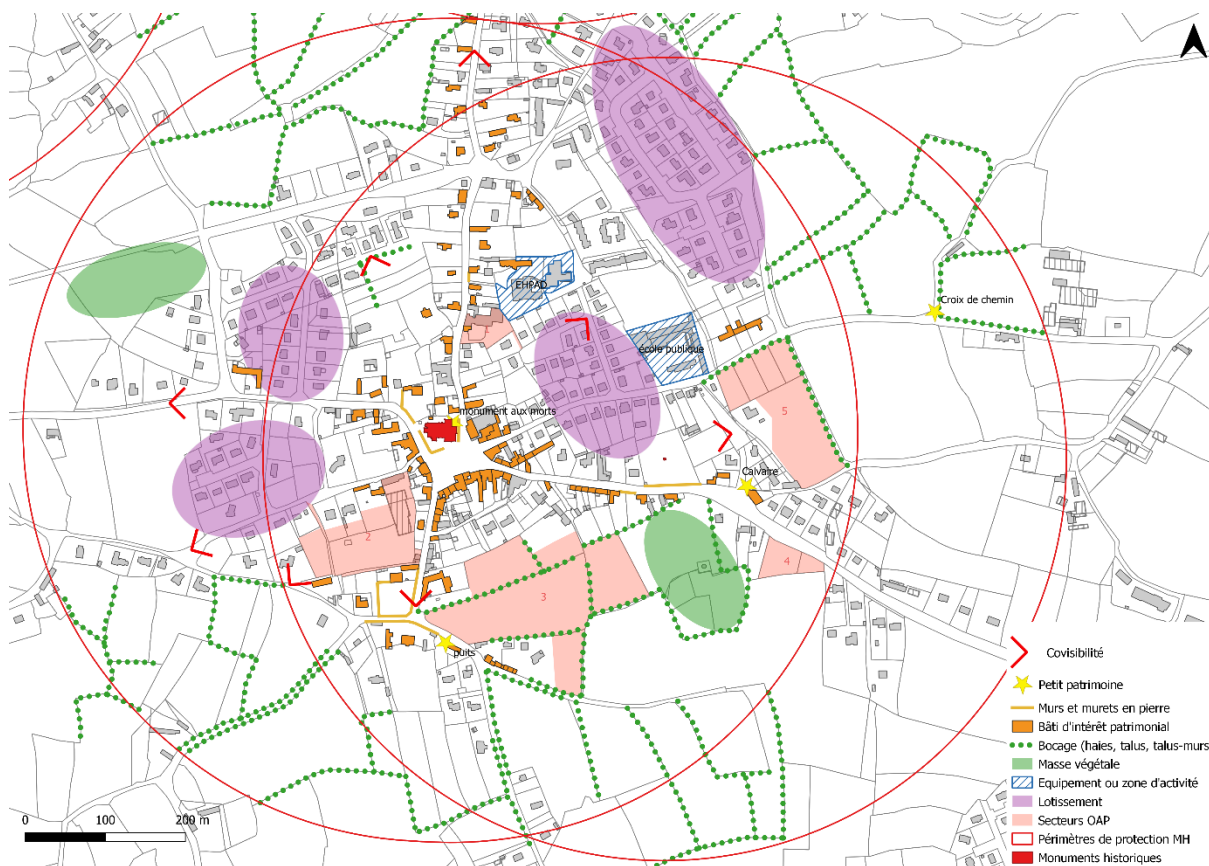 Croix de chemin
EHPAD
1
école publique
monument aux morts
5
Calvaire
2
4
3
puits
Covisibilité
Petit patrimoine
Murs et murets en pierre
Bâti d'intérêt patrimonial
Bocage (haies, talus, talus-murs
Masse végétale
Equipement ou zone d'activité
Lotissement
Secteurs OAP
Périmètres de protection MH
Monuments historiques
0 100 200 m